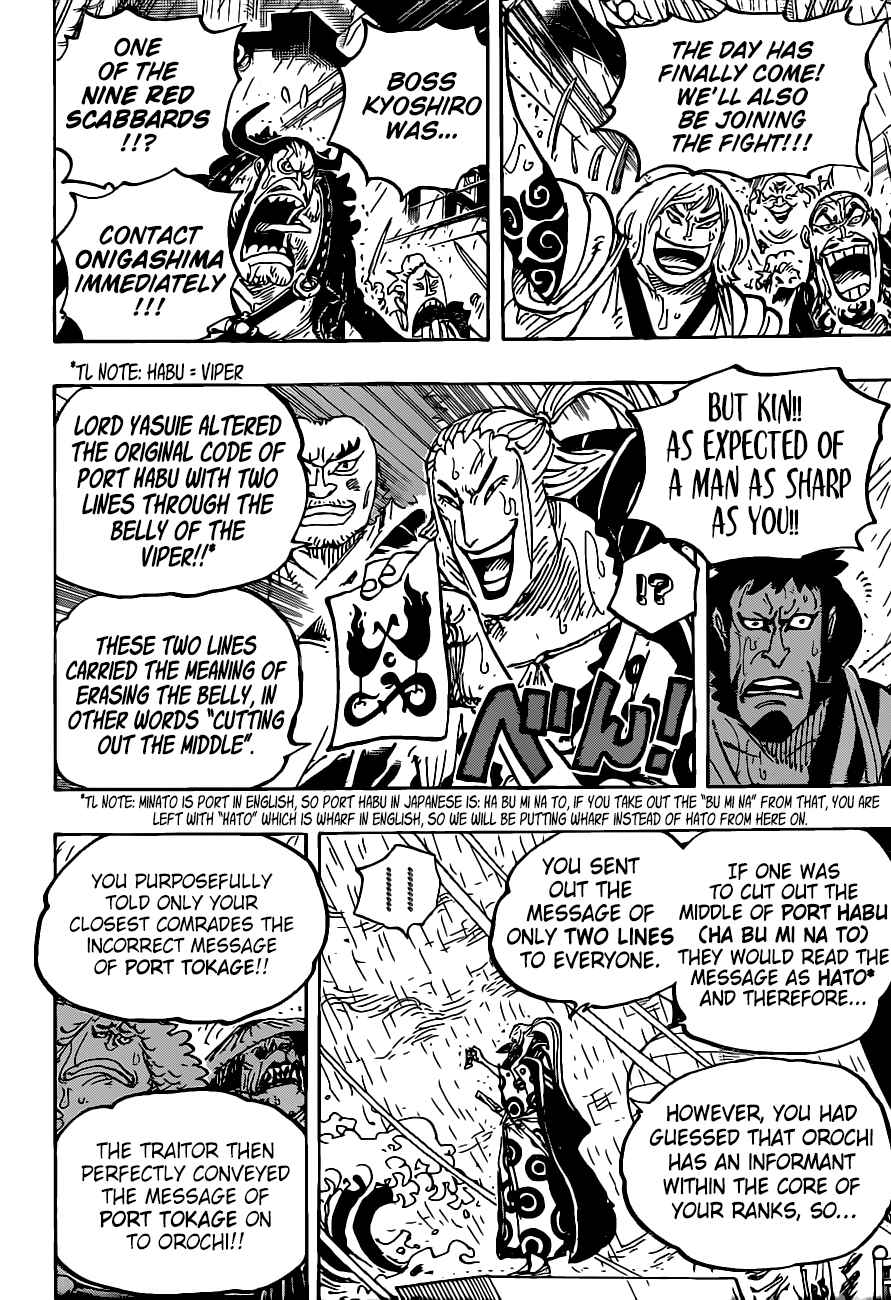 THE DAY HAS
FINALLY COME!
WE'LL ALSO
BE JOINING
THE FIGHT!!!
BOSS
KYOSHIRO
WAS...
ONE
OF THE
NINE RED
SCABBARDS
!!?
CONTACT
ONIGASHIMA
IMMEDIATELY
!!!
*TL NOTE: HABU = VIPER
BUT KIN!!
AS EXPECTED OF
A MAN AS SHARP
AS YOU!!
!?
LORD YASUIE ALTERED
THE ORIGINAL CODE OF
PORT HABU WITH TWO
LINES THROUGH THE
BELLY OF THE
VIPER!!*
THESE TWO LINES
CARRIED THE MEANING OF
ERASING THE BELLY, IN
OTHER WORDS "CUTTING
OUT THE MIDDLE".
べん!
*TL NOTE: MINATO IS PORT IN ENGLISH, SO PORT HABU IN JAPANESE IS: HA BU MI NA TO, IF YOU TAKE OUT THE "BU MI NA" FROM THAT, YOU ARE
LEFT WITH "HATO" WHICH IS WHARF IN ENGLISH, SO WE WILL BE PUTTING WHARF INSTEAD OF HATO FROM HERE ON.
IF ONE WAS
TO CUT OUT THE
MIDDLE OF PORT HABU
(HA BU MI NA TO)
THEY WOULD READ THE
MESSAGE AS HATO*
AND THEREFORE...
YOU SENT
OUT THE
MESSAGE OF
ONLY TWO LINES
TO EVERYONE.
HOWEVER, YOU HAD
GUESSED THAT OROCHI
HAS AN INFORMANT
WITHIN THE CORE OF
YOUR RANKS, SO...
YOU PURPOSEFULLY
TOLD ONLY YOUR
CLOSEST COMRADES THE
INCORRECT MESSAGE
OF PORT TOKAGE!!
THE TRAITOR THEN
PERFECTLY CONVEYED
THE MESSAGE OF
PORT TOKAGE ON
TO OROCHI!!